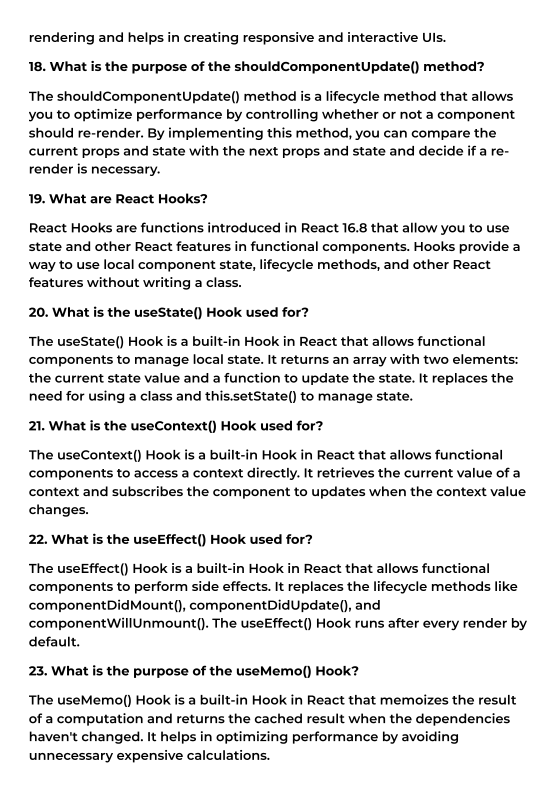 rendering and helps in creating responsive and interactive UIs.
18. What is the purpose of the shouldComponentUpdate() method?
The shouldComponentUpdate() method is a lifecycle method that allows
you to optimize performance by controlling whether or not a component
should re-render. By implementing this method, you can compare the
current props and state with the next props and state and decide if a re-
render is necessary.
19. What are React Hooks?
React Hooks are functions introduced in React 16.8 that allow you to use
state and other React features in functional components. Hooks provide a
way to use local component state, lifecycle methods, and other React
features without writing a class.
20. What is the useState() Hook used for?
The useState() Hook is a built-in Hook in React that allows functional
components to manage local state. It returns an array with two elements:
the current state value and a function to update the state. It replaces the
need for using a class and this.setState() to manage state.
21. What is the useContext() Hook used for?
The useContext() Hook is a built-in Hook in React that allows functional
components to access a context directly. It retrieves the current value of a
context and subscribes the component to updates when the context value
changes.
22. What is the useEffect() Hook used for?
The useEffect() Hook is a built-in Hook in React that allows functional
components to perform side effects. It replaces the lifecycle methods like
componentDidMount(), componentDidUpdate(), and
componentWillUnmount(). The useEffect() Hook runs after every render by
default.
23. What is the purpose of the useMemo() Hook?
The useMemo() Hook is a built-in Hook in React that memoizes the result
of a computation and returns the cached result when the dependencies
haven't changed. It helps in optimizing performance by avoiding
unnecessary expensive calculations.